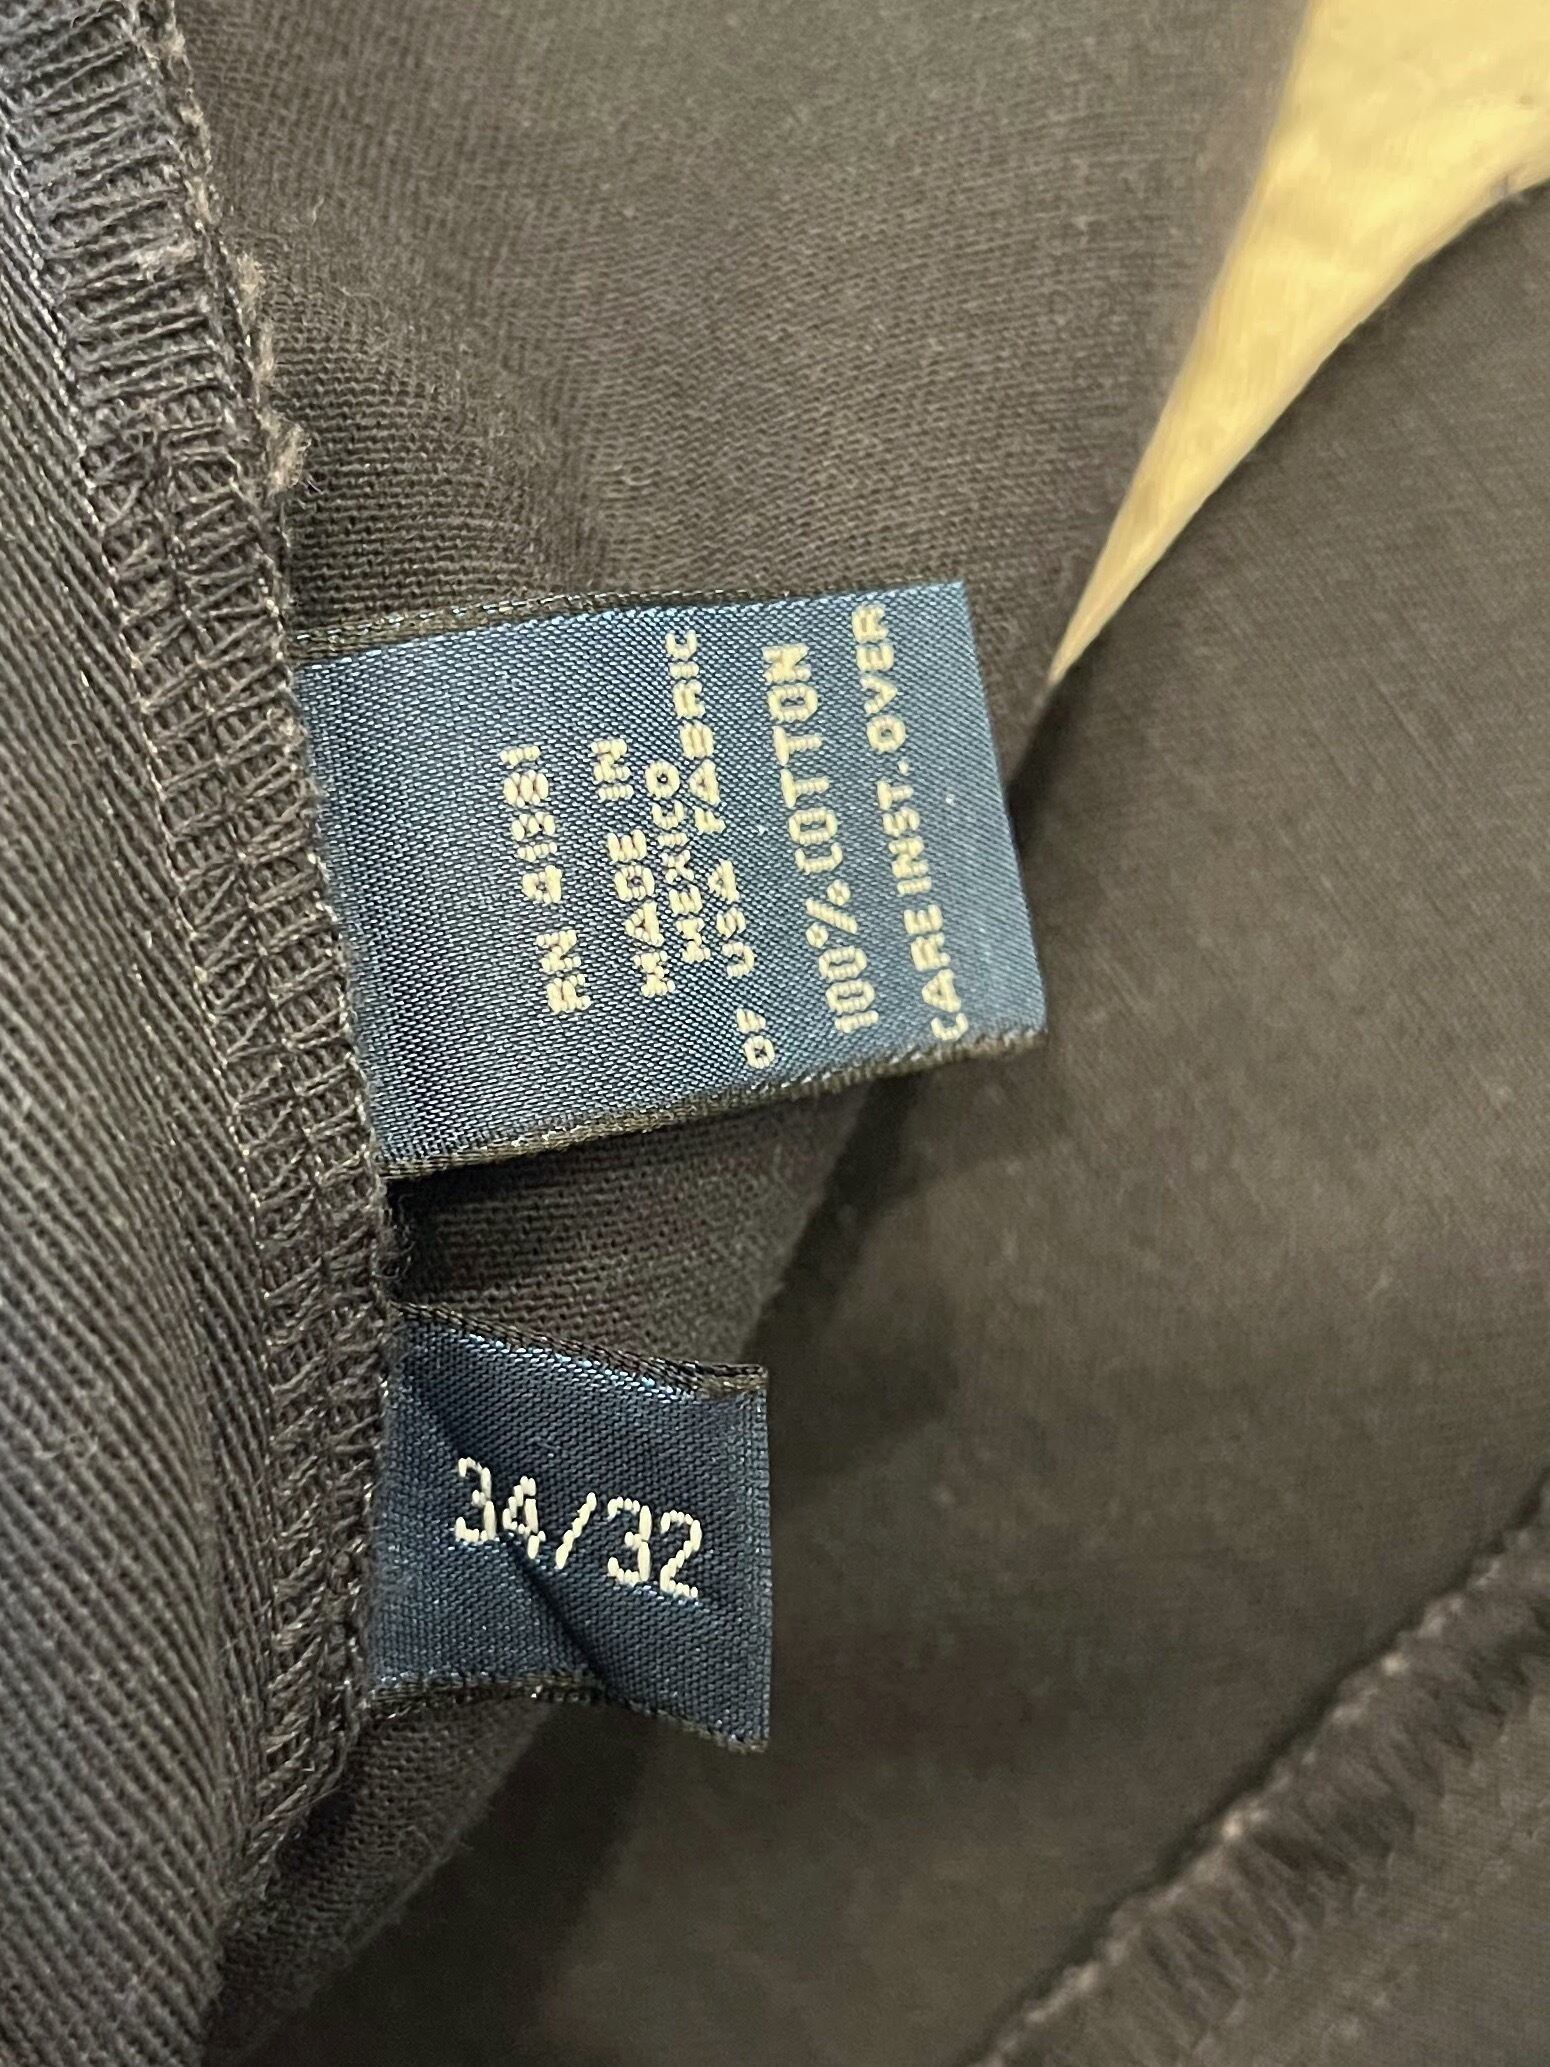 RN 41381
MADE IN
MEXICO
OF USA FABRIC
100% COTTON
CARE INST. OVER
34/32